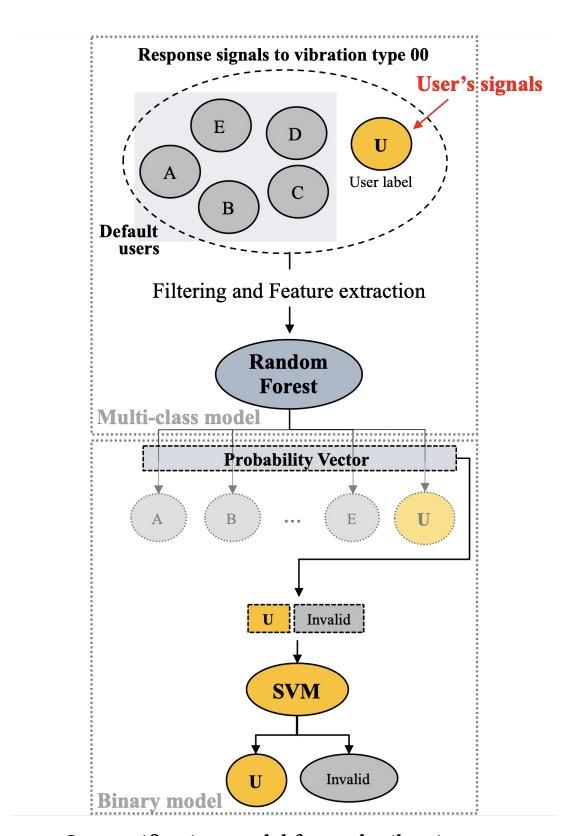 Response signals to vibration type 00
User's signals
E
D
U
A
B
C
User label
Default
users
Filtering and Feature extraction
Random
Forest
Multi-class model
Probability Vector
A
B
...
E
U
U
Invalid
SVM
U
Invalid
Binary model